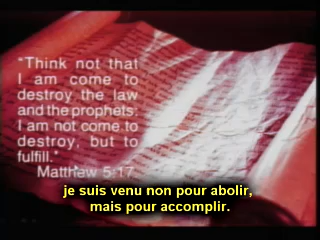 "Think not that
I am come to
destroy the law
and the prophets:
I am not come to
destroy, but to
fulfill."
Matthew 5:17.
je suis venu non pour abolir,
mais pour accomplir.